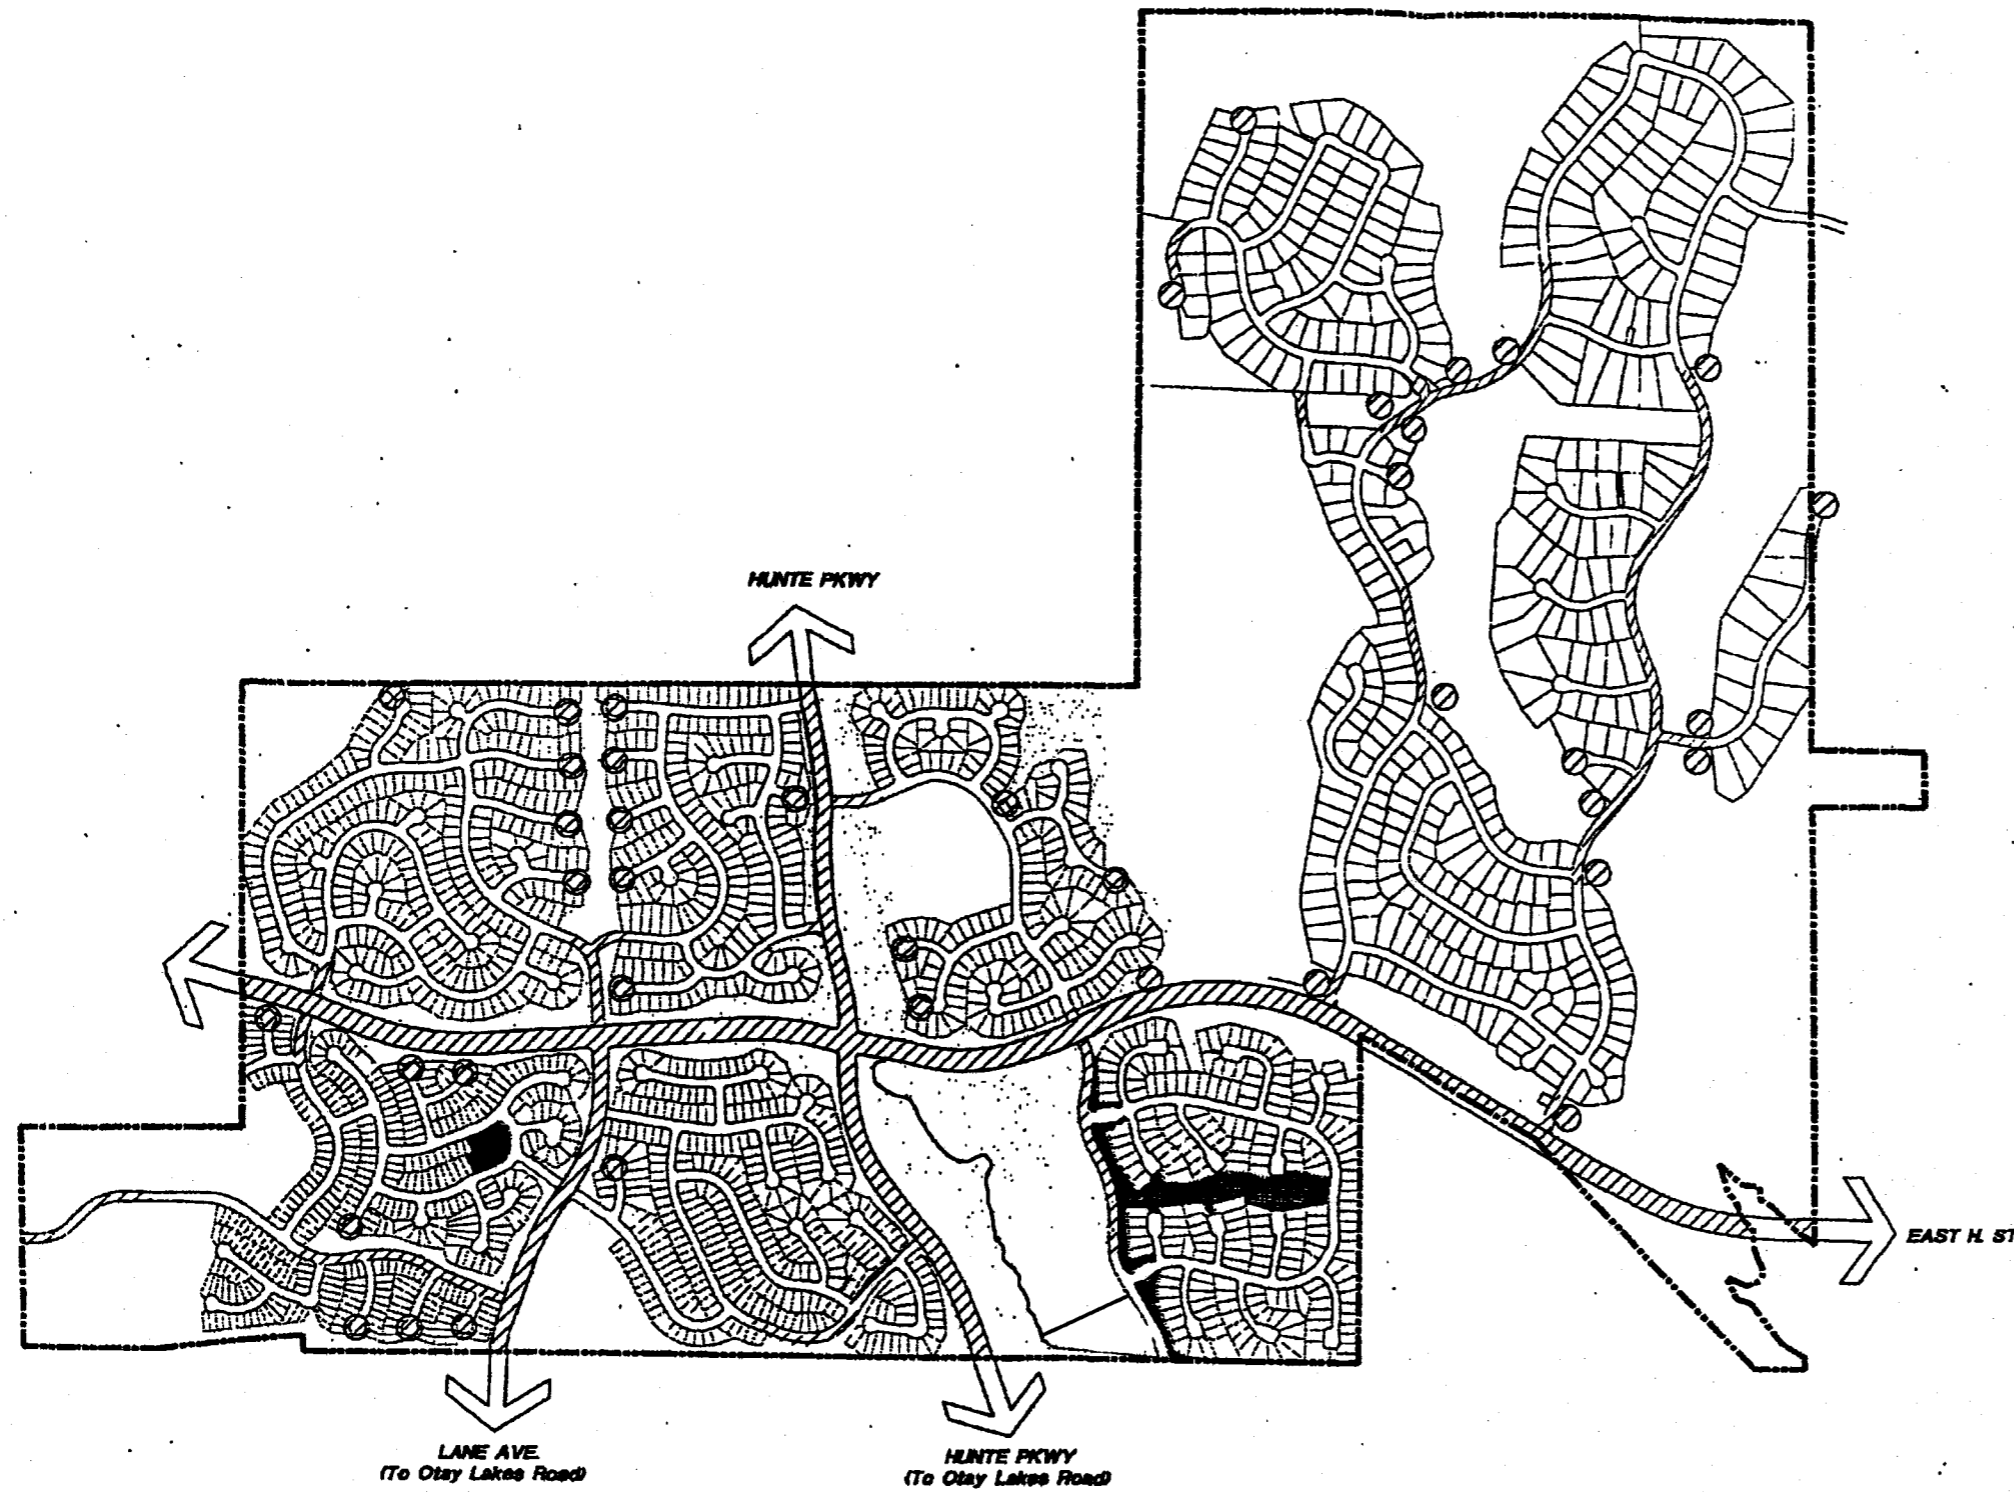 HUNTE PKWY
EAST H. ST
LANE AVE.
(To Otay Lakes Road)
HUNTE PKWY
(To Otay Lakes Road)